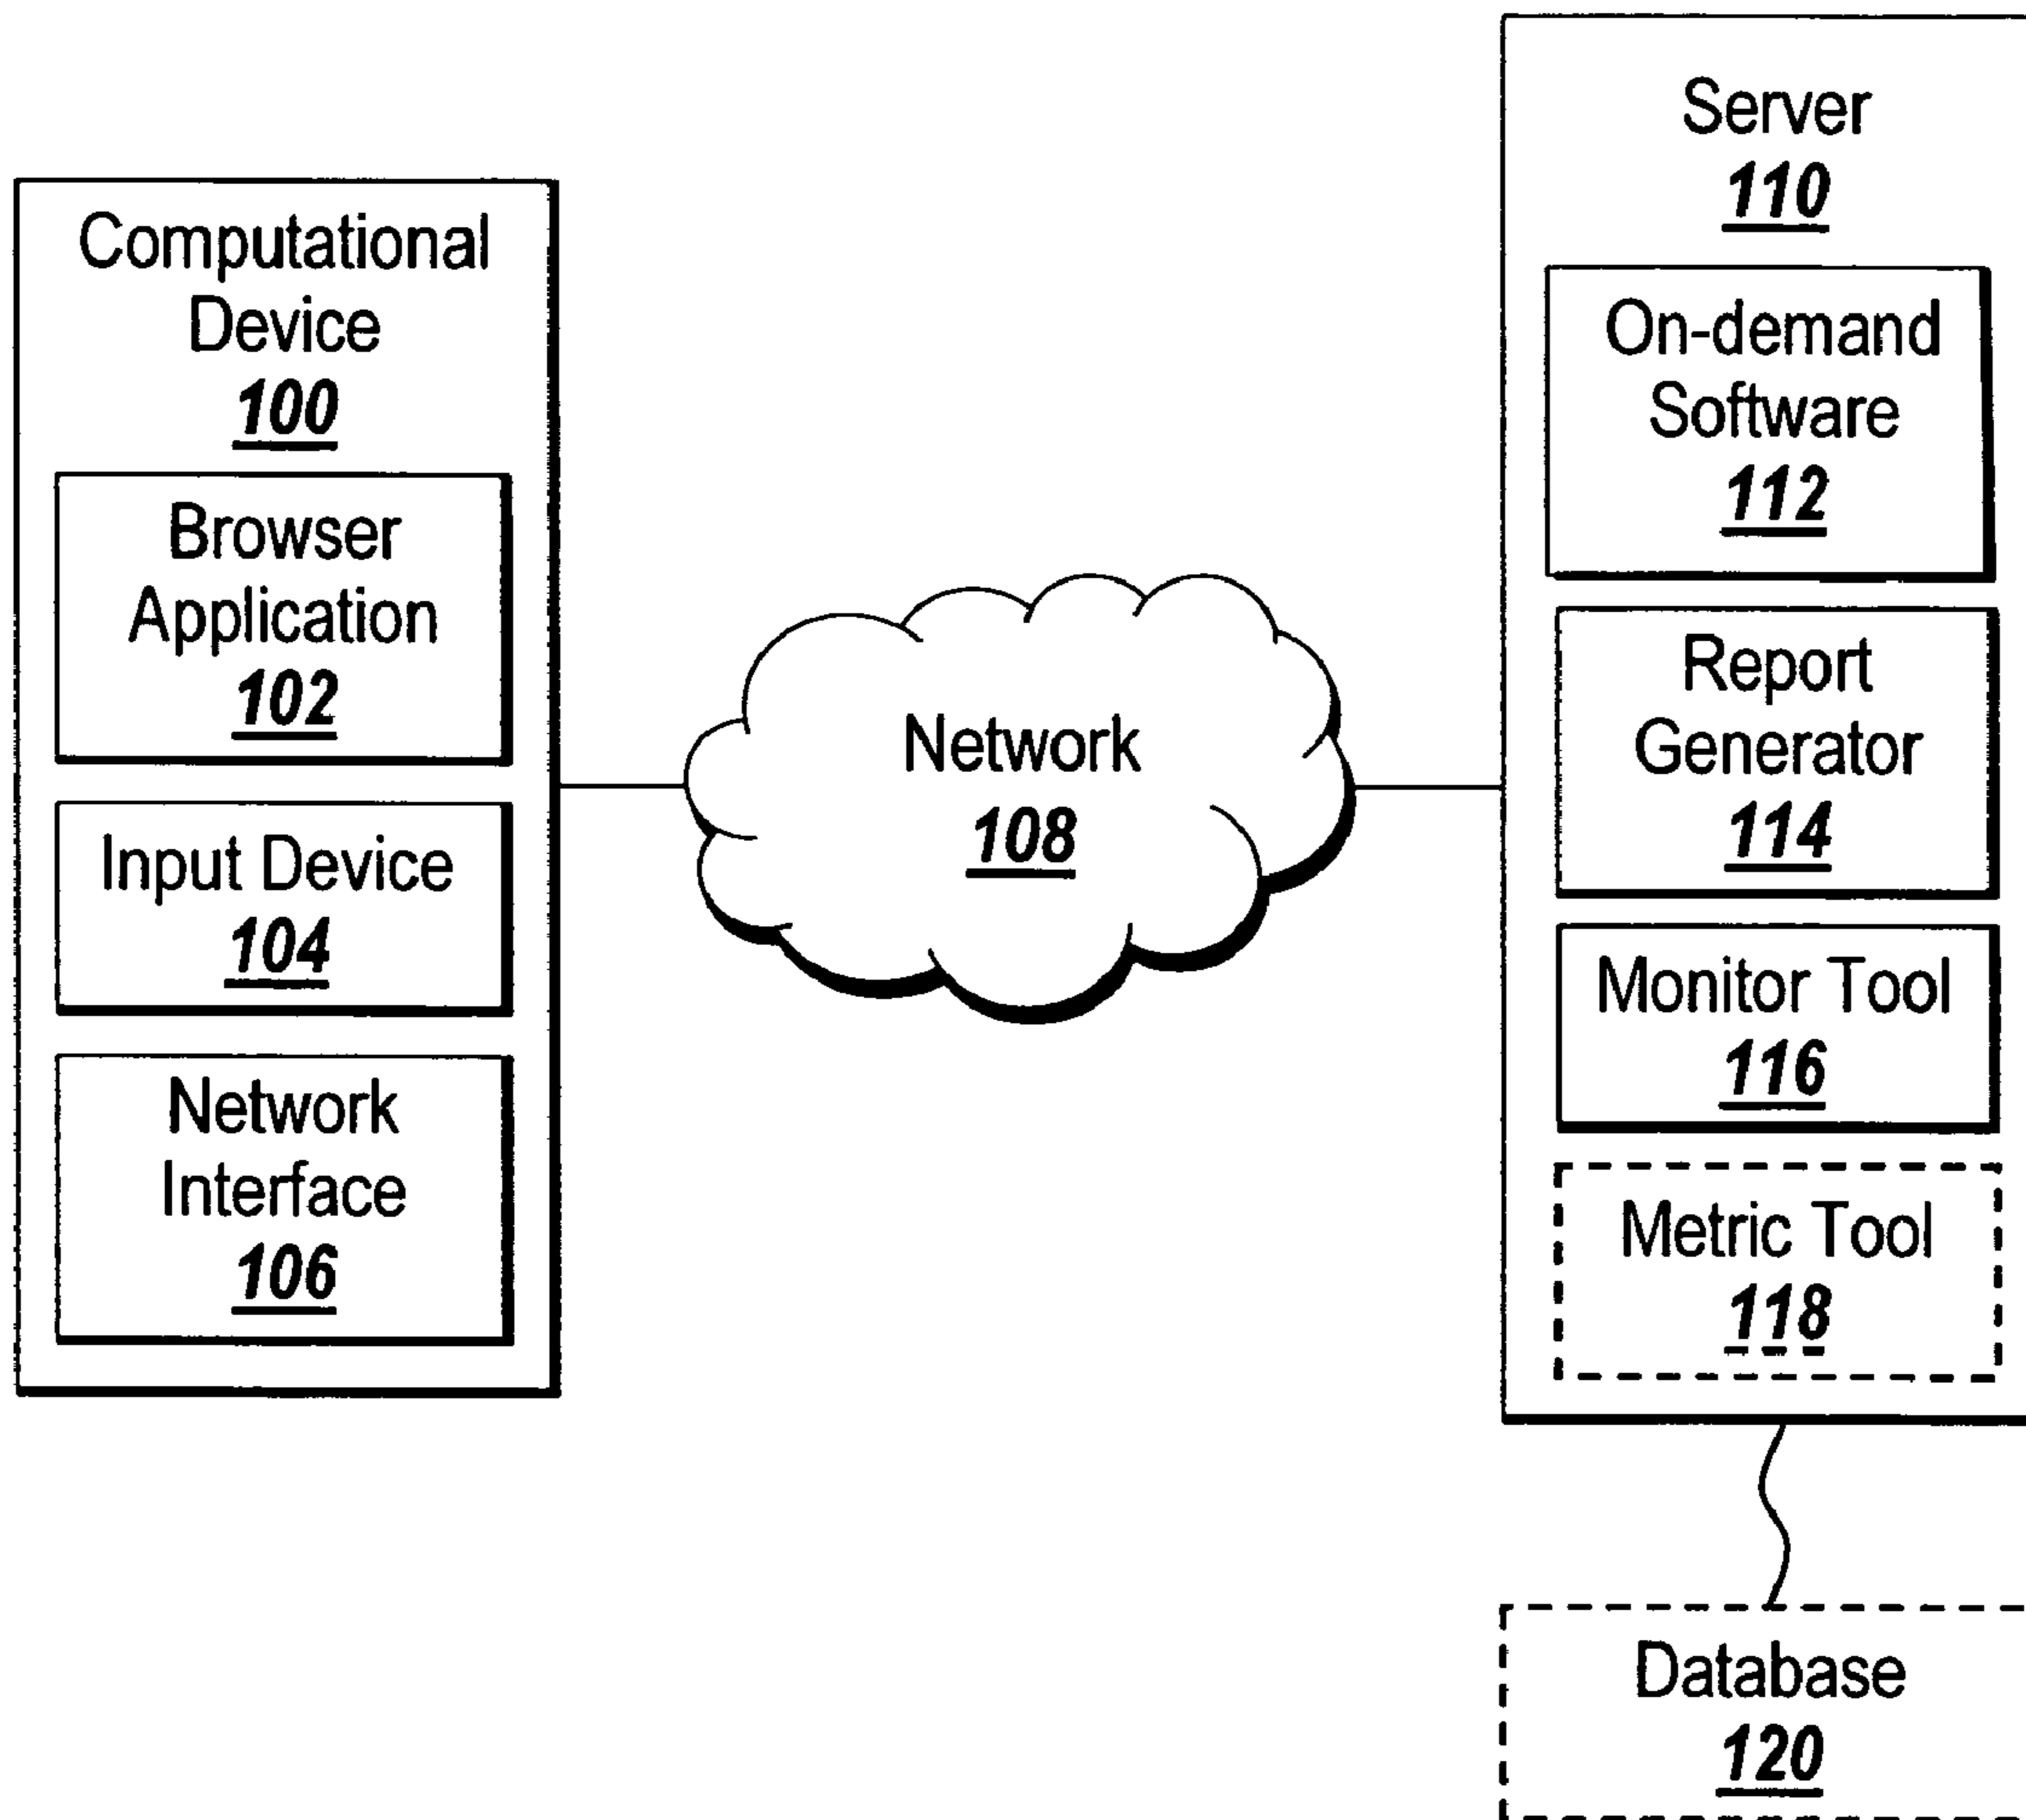 Computational
Device
100
Browser
Application
102
Input Device
104
Network
Interface
106
Network
108
Server
110
On-demand
Software
112
Report
Generator
114
Monitor Tool
116
Metric Tool
118
Database
120